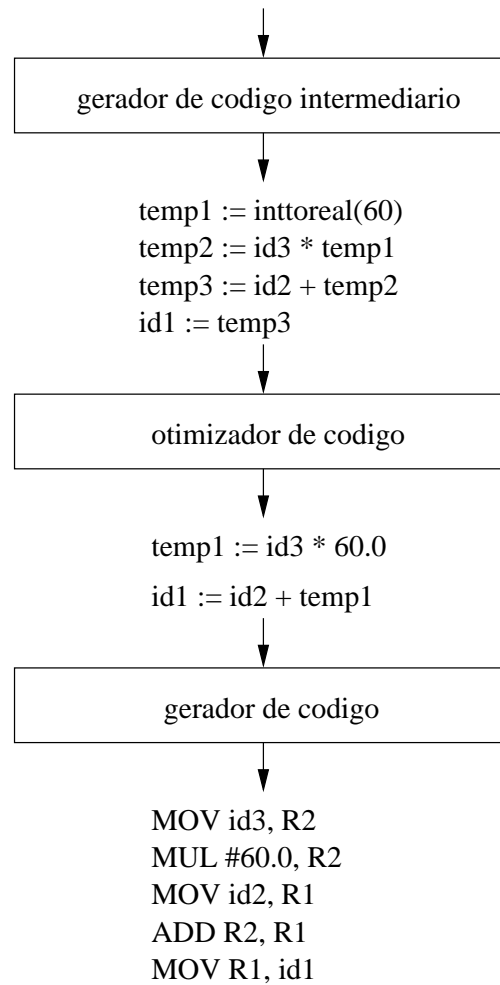 gerador de codigo intermediario
temp1 := inttoreal(60)
temp2 := id3 * temp1
temp3 := id2 + temp2
id1 := temp3
otimizador de codigo
temp1 := id3 * 60.0
id1 := id2 + temp1
gerador de codigo
MOV id3, R2
MUL #60.0, R2
MOV id2, R1
ADD R2, R1
MOV R1, id1